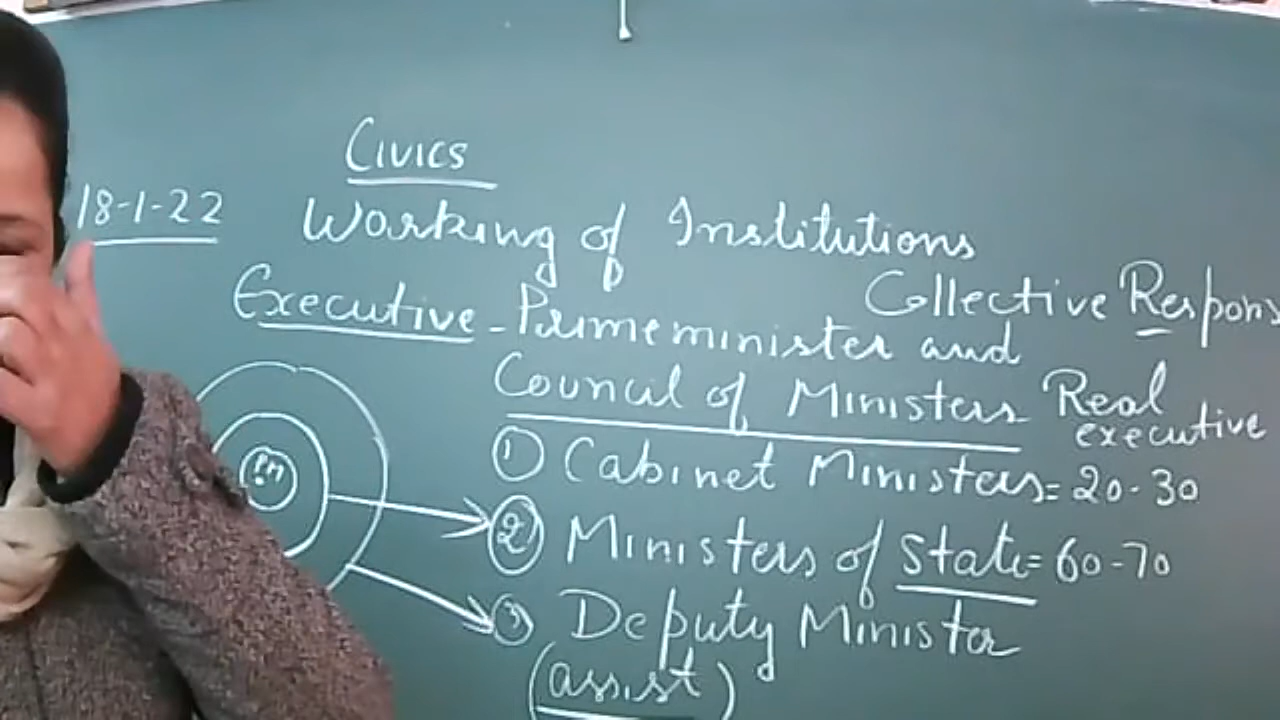 Civics
18-1-22
Working of Institutions
Executive - Primeminister and
Collective Respons
Council of Ministers
Real
executive
PM
① Cabinet Ministers = 20-30
② Ministers of State = 60-70
③ Deputy Minister
(assist)